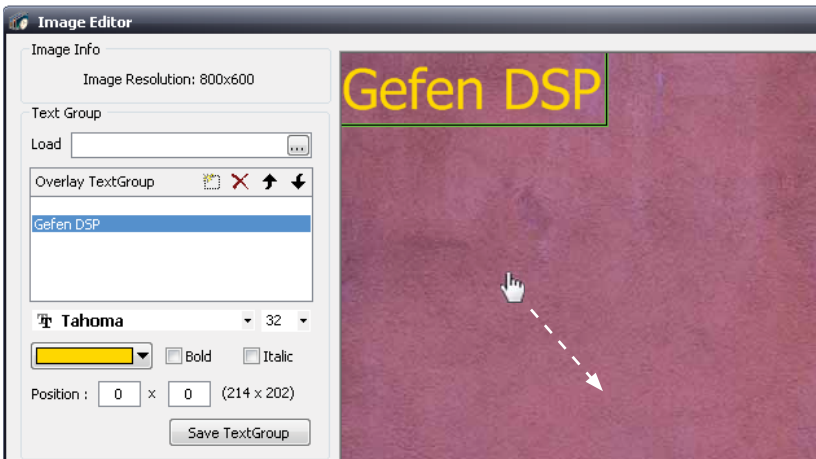 Image Editor
Image Info
Image Resolution: 800x600
Text Group
Load
...
Overlay TextGroup
Gefen DSP
Tahoma
32
Bold
Italic
Position :
0
x
0
(214 x 202)
Save TextGroup
Gefen DSP